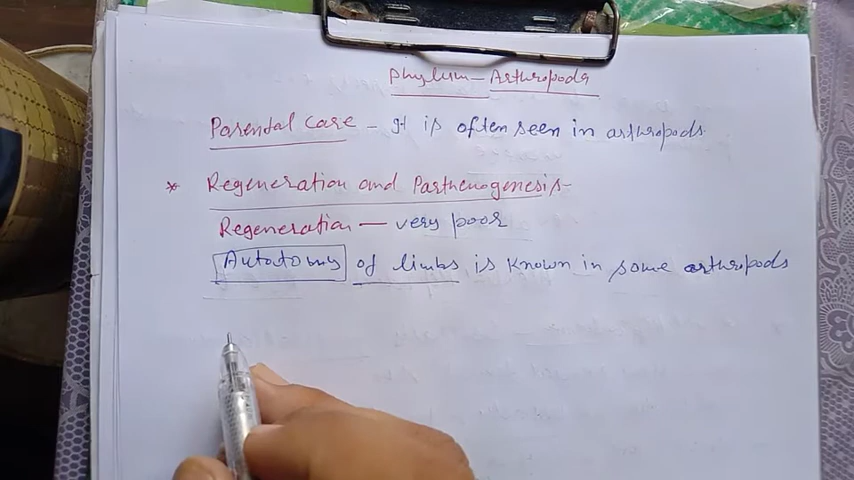 Phylum - Arthropoda
Parental care - It is often seen in arthropods.
* Regeneration and Parthenogenesis -
Regeneration — very poor
Autotomy of limbs is known in some arthropods